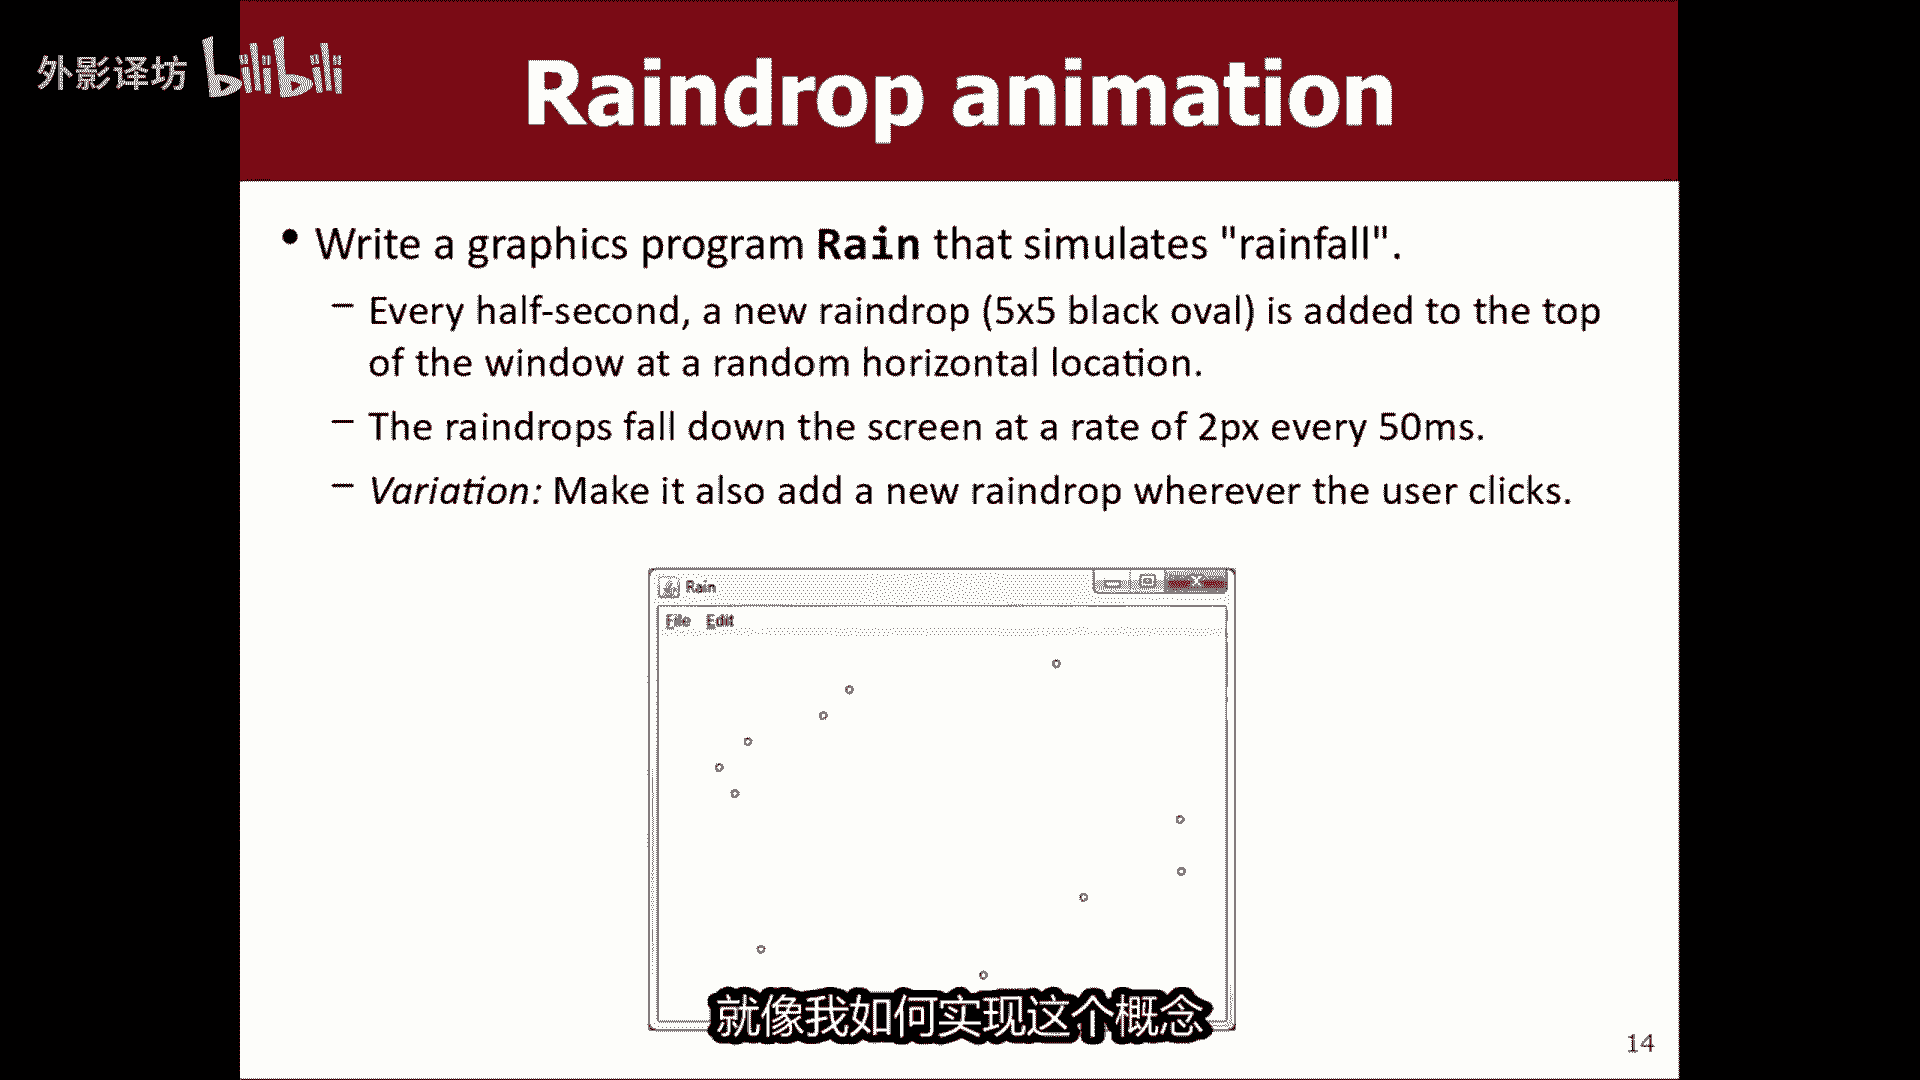 外影译坊 bilibili
Raindrop animation
• Write a graphics program Rain that simulates "rainfall".
– Every half-second, a new raindrop (5x5 black oval) is added to the top
of the window at a random horizontal location.
– The raindrops fall down the screen at a rate of 2px every 50ms.
– Variation: Make it also add a new raindrop wherever the user clicks.
Rain
File Edit
就像我如何实现这个概念
14